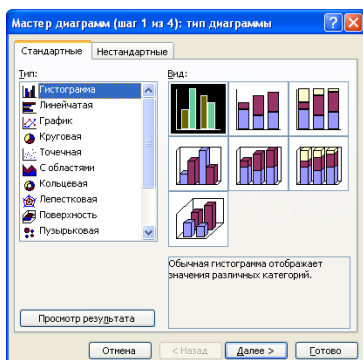 Мастер диаграмм (шаг 1 из 4): тип диаграммы
Стандартные
Нестандартные
Тип:
Гистограмма
Линейчатая
График
Круговая
Точечная
С областями
Кольцевая
Лепестковая
Поверхность
Пузырьковая
Вид:
Обычная гистограмма отображает
значения различных категорий.
Просмотр результата
Отмена
< Назад
Далее >
Готово